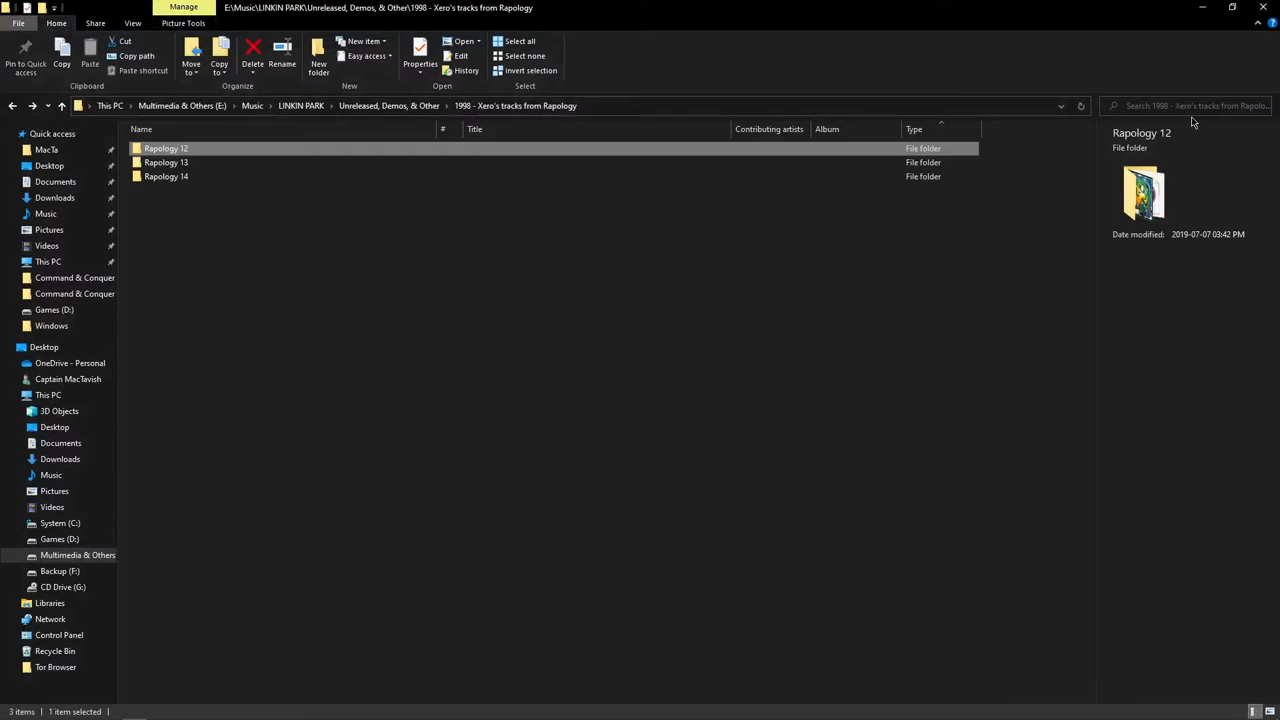 Manage
E:\Music\LINKIN PARK\Unreleased, Demos, & Other\1998 - Xero's tracks from Rapology
File
Home
Share
View
Picture Tools
Pin to Quick access
Copy
Paste
Cut
Copy path
Paste shortcut
Clipboard
Move to
Copy to
Delete
Rename
Organize
New folder
New item
Easy access
New
Properties
Open
Edit
History
Open
Select all
Select none
Invert selection
Select
This PC
Multimedia & Others (E:)
Music
LINKIN PARK
Unreleased, Demos, & Other
1998 - Xero's tracks from Rapology
Search 1998 - Xero's tracks from Rapolo...
Quick access
MacTa
Desktop
Documents
Downloads
Music
Pictures
Videos
This PC
Command & Conquer
Command & Conquer
Games (D:)
Windows
Desktop
OneDrive - Personal
Captain MacTavish
This PC
3D Objects
Desktop
Documents
Downloads
Music
Pictures
Videos
System (C:)
Games (D:)
Multimedia & Others
Backup (F:)
CD Drive (G:)
Libraries
Network
Control Panel
Recycle Bin
Tor Browser
Name # Title Contributing artists Album Type
Rapology 12 File folder
Rapology 13 File folder
Rapology 14 File folder
Rapology 12
File folder
Date modified: 2019-07-07 03:42 PM
3 items 1 item selected